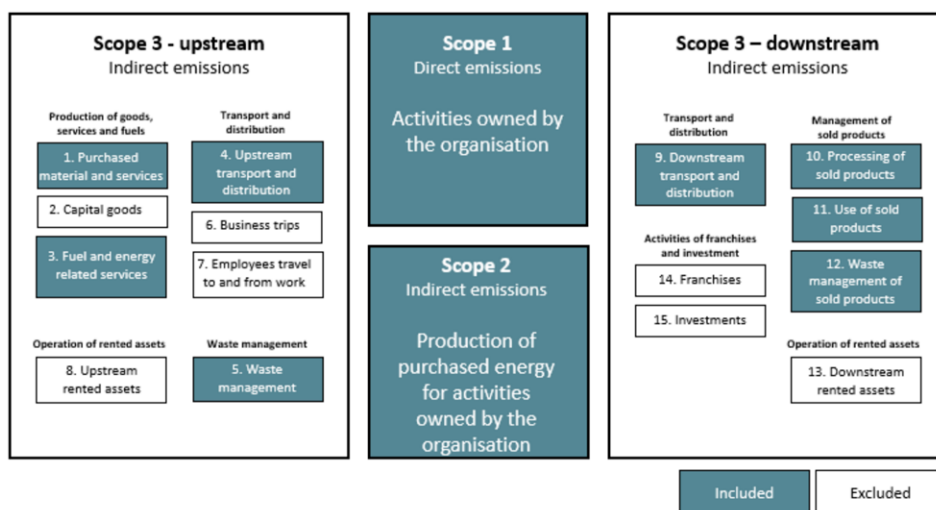 Scope 3 - upstream
Indirect emissions
Production of goods,
services and fuels
1. Purchased
material and services
2. Capital goods
3. Fuel and energy
related services
Transport and
distribution
4. Upstream
transport and
distribution
6. Business trips
7. Employees travel
to and from work
Operation of rented assets
8. Upstream
rented assets
Waste management
5. Waste
management
Scope 1
Direct emissions
Activities owned by
the organisation
Scope 2
Indirect emissions
Production of
purchased energy
for activities
owned by the
organisation
Scope 3 – downstream
Indirect emissions
Transport and
distribution
9. Downstream
transport and
distribution
Activities of franchises
and investment
14. Franchises
15. Investments
Management of
sold products
10. Processing of
sold products
11. Use of sold
products
12. Waste
management of
sold products
Operation of rented assets
13. Downstream
rented assets
Included
Excluded